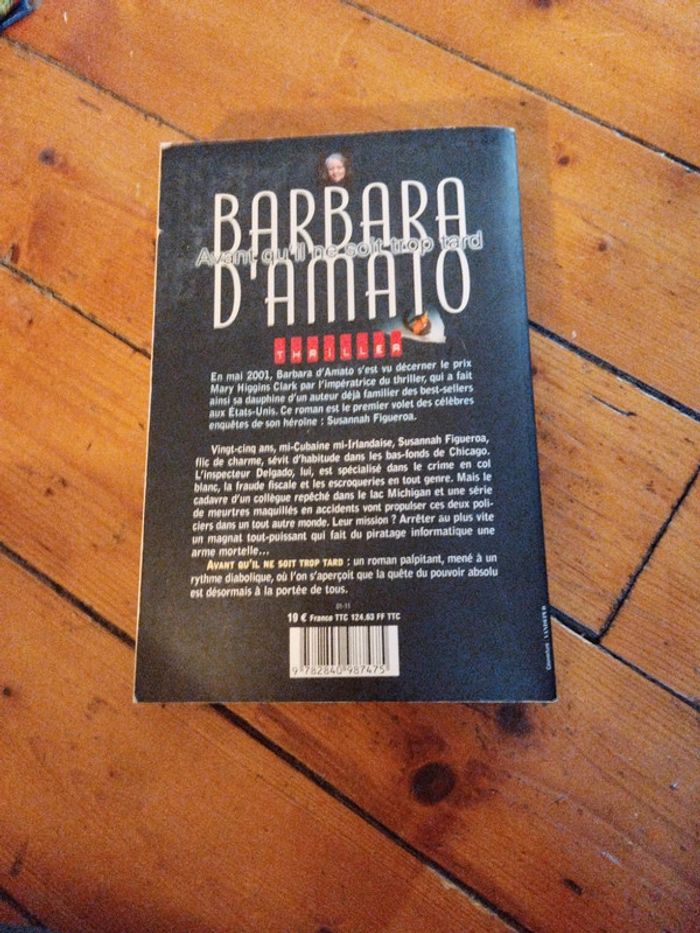 BARBARA
Avant qu'il ne soit trop tard
D'AMATO
THRILLER
En mai 2001, Barbara d'Amato s'est vu décerner le prix
Mary Higgins Clark par l'impératrice du thriller, qui a fait
ainsi sa dauphine d'un auteur déjà familier des best-sellers
aux États-Unis. Ce roman est le premier volet des célèbres
enquêtes de son héroïne : Susannah Figueroa.
Vingt-cinq ans, mi-Cubaine mi-Irlandaise, Susannah Figueroa,
flic de charme, sévit d'habitude dans les bas-fonds de Chicago.
L'inspecteur Delgado, lui, est spécialisé dans le crime en col
blanc, la fraude fiscale et les escroqueries en tout genre. Mais le
cadavre d'un collègue repêché dans le lac Michigan et une série
de meurtres maquillés en accidents vont propulser ces deux poli-
ciers dans un tout autre monde. Leur mission ? Arrêter au plus vite
un magnat tout-puissant qui fait du piratage informatique une
arme mortelle...
AVANT QU'IL NE SOIT TROP TARD : un roman palpitant, mené à un
rythme diabolique, où l'on s'aperçoit que la quête du pouvoir absolu
est désormais à la portée de tous.
01-11
19 € France TTC 124.63 FF TTC
9 782840 987475